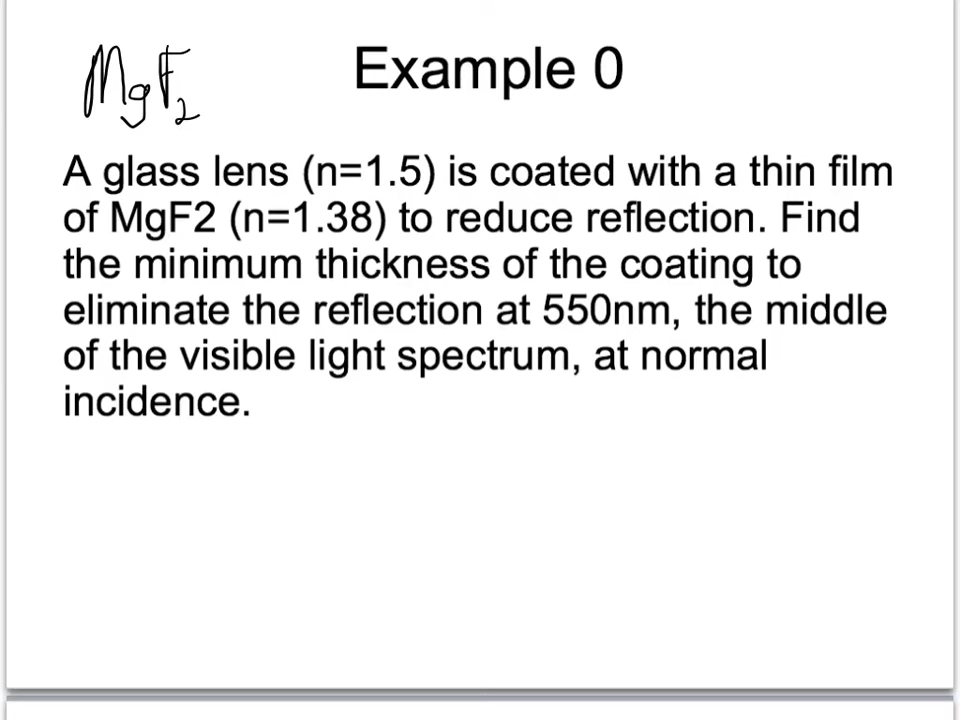 MgF2
Example 0
A glass lens (n=1.5) is coated with a thin film
of MgF2 (n=1.38) to reduce reflection. Find
the minimum thickness of the coating to
eliminate the reflection at 550nm, the middle
of the visible light spectrum, at normal
incidence.